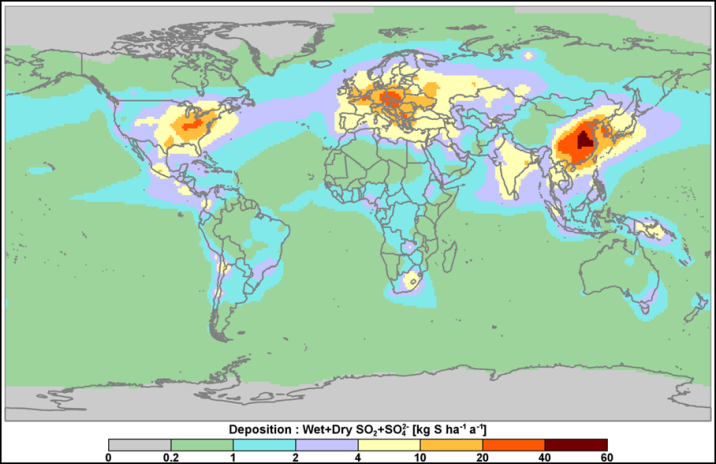 Deposition : Wet+Dry SO₂+SO₄²⁻ [kg S ha⁻¹ a⁻¹]
0 0.2 1 2 4 10 20 40 60